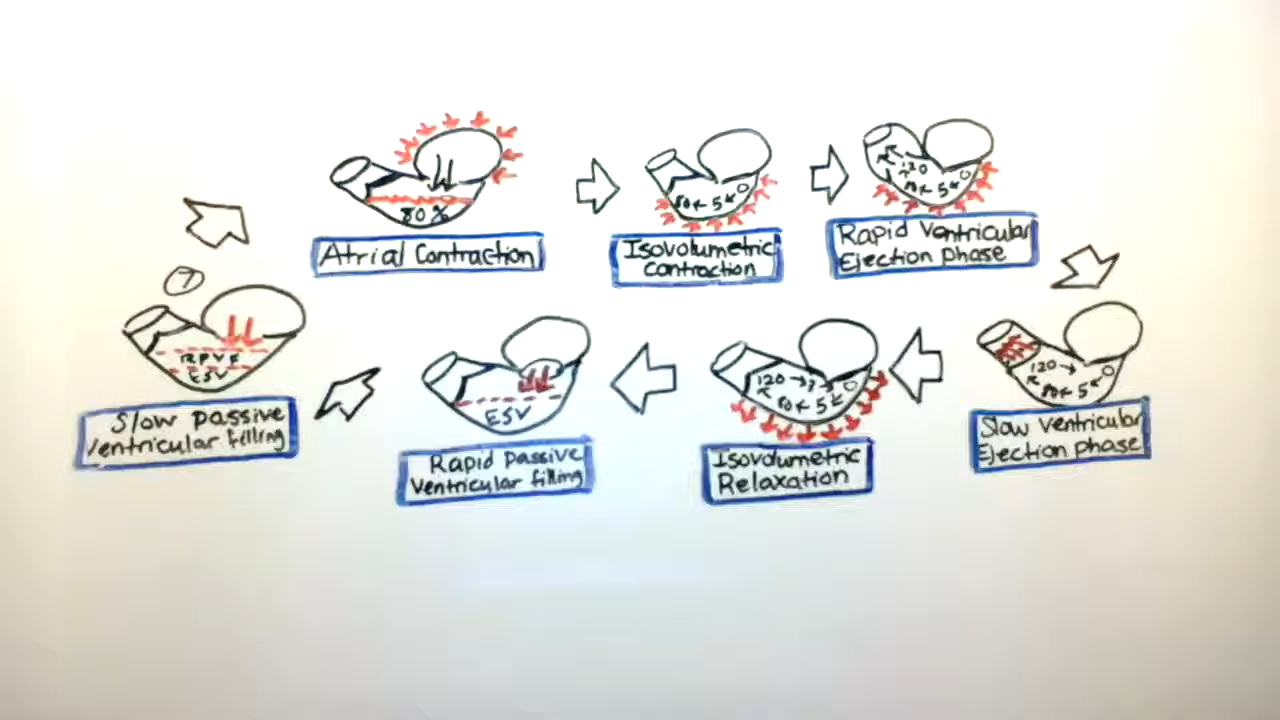 80 %
Atrial Contraction
80 ← 5 ← 0
Isovolumetric
Contraction
120
80 ← 5 ← 0
Rapid Ventricular
Ejection phase
120 →
80 ← 5 ← 0
Slow Ventricular
Ejection phase
120 →
80 ← 5 ← 0
Isovolumetric
Relaxation
ESV
Rapid Passive
Ventricular filling
7
RPVF
ESV
Slow passive
Ventricular filling